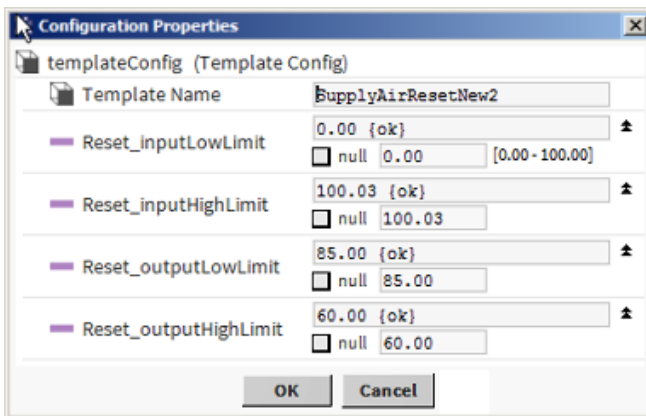 Configuration Properties
templateConfig (Template Config)
Template Name SupplyAirResetNew2
Reset_inputLowLimit 0.00 {ok}
null 0.00 [0.00 - 100.00]
Reset_inputHighLimit 100.03 {ok}
null 100.03
Reset_outputLowLimit 85.00 {ok}
null 85.00
Reset_outputHighLimit 60.00 {ok}
null 60.00
OK Cancel